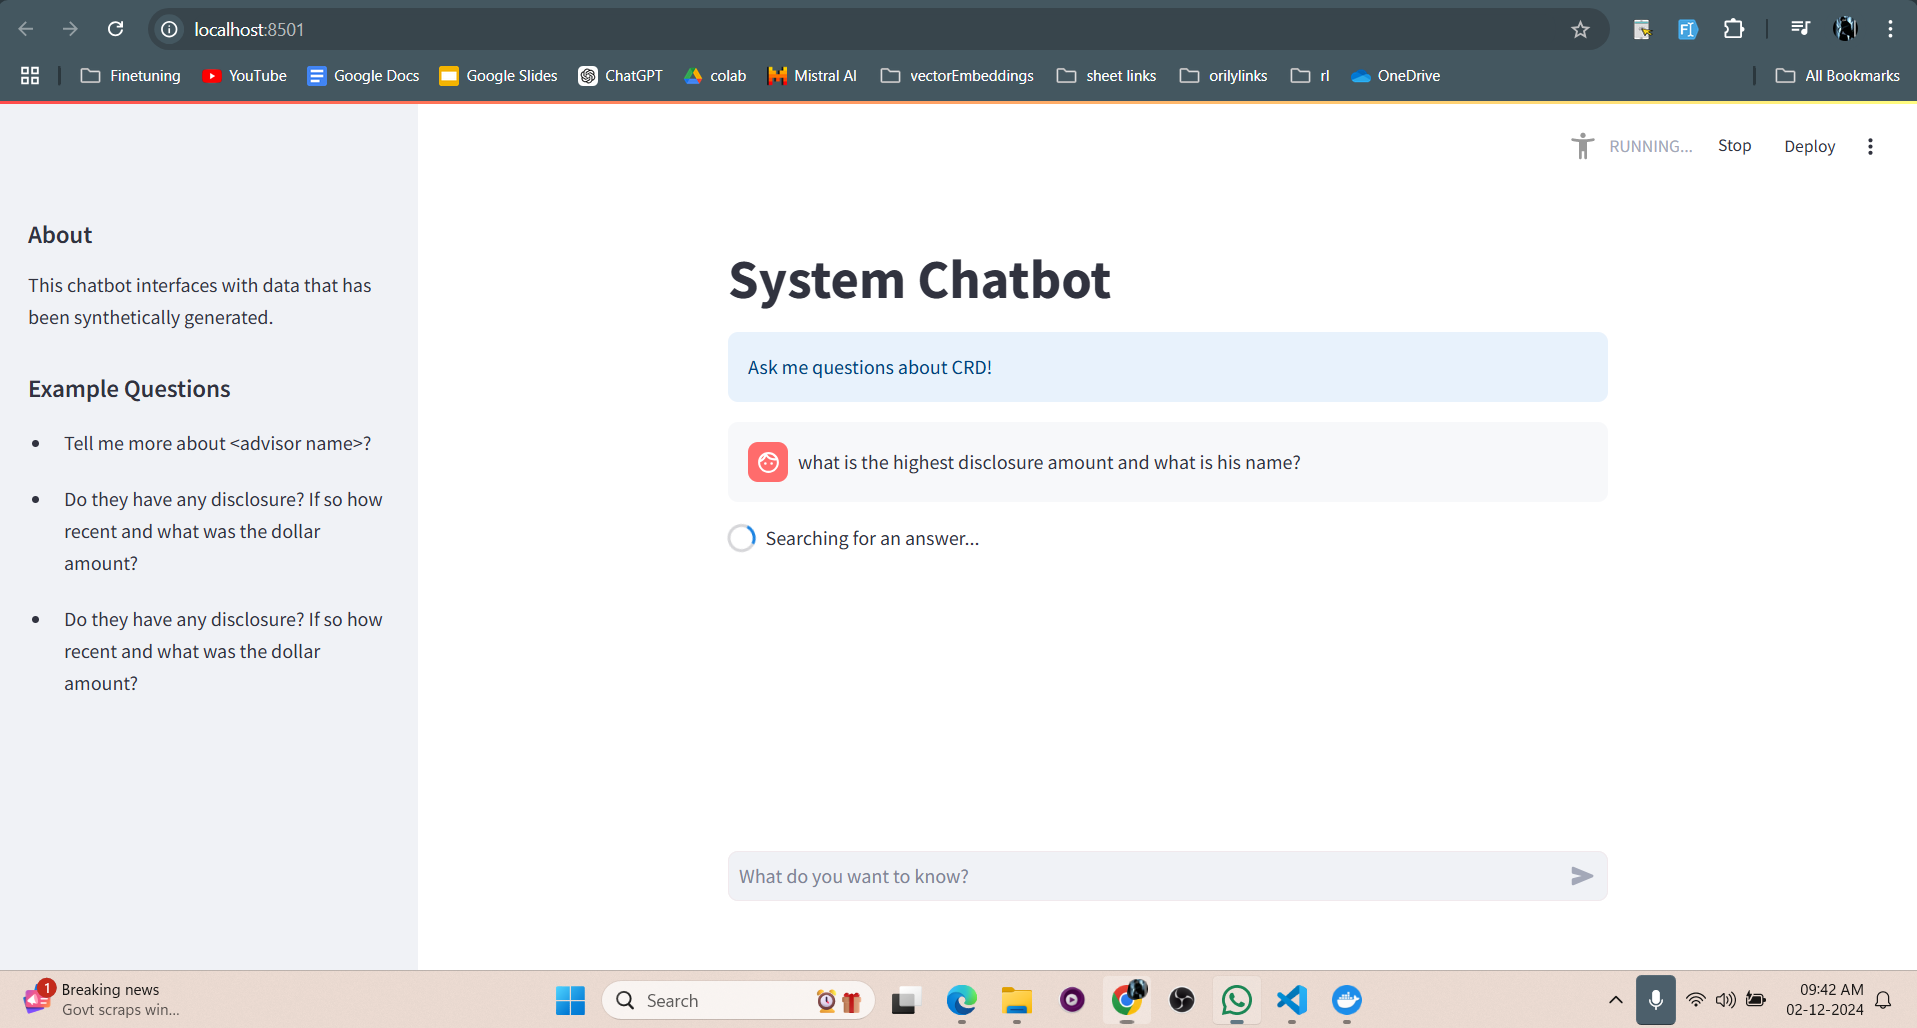 localhost:8501
Finetuning
YouTube
Google Docs
Google Slides
ChatGPT
colab
Mistral AI
vectorEmbeddings
sheet links
orilylinks
rl
OneDrive
All Bookmarks
RUNNING...
Stop
Deploy
About
This chatbot interfaces with data that has
been synthetically generated.
Example Questions
Tell me more about <advisor name>?
Do they have any disclosure? If so how
recent and what was the dollar
amount?
Do they have any disclosure? If so how
recent and what was the dollar
amount?
System Chatbot
Ask me questions about CRD!
what is the highest disclosure amount and what is his name?
Searching for an answer...
What do you want to know?
1
Breaking news
Govt scraps win...
Search
09:42 AM
02-12-2024